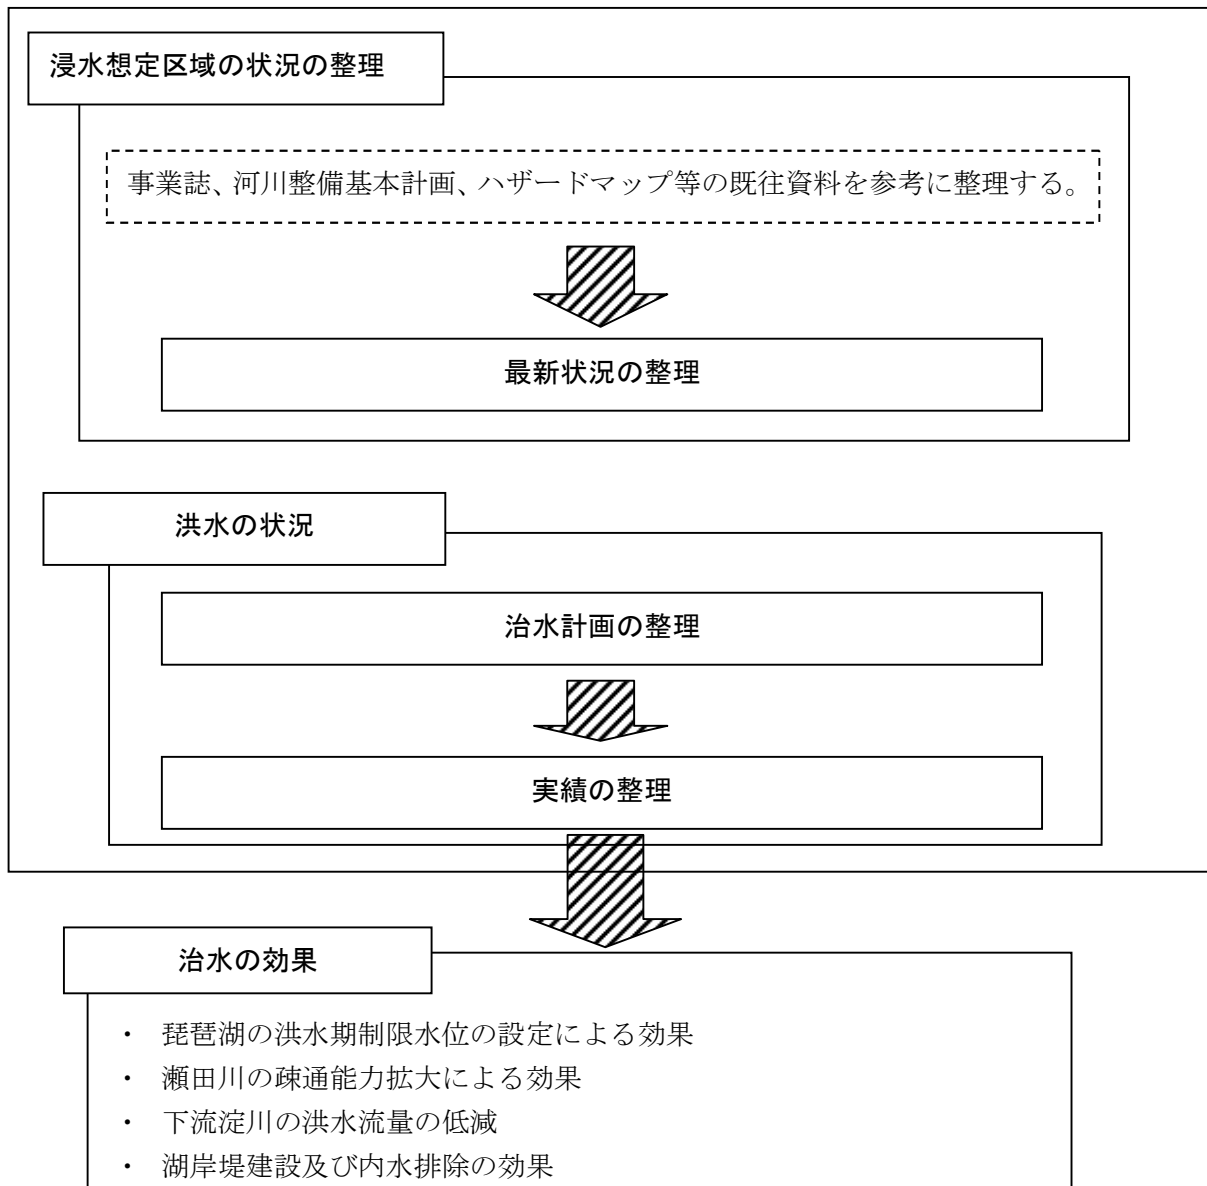 浸水想定区域の状況の整理
事業誌、河川整備基本計画、ハザードマップ等の既往資料を参考に整理する。
最新状況の整理
洪水の状況
治水計画の整理
実績の整理
治水の効果
・ 琵琶湖の洪水期制限水位の設定による効果
・ 瀬田川の疎通能力拡大による効果
・ 下流淀川の洪水流量の低減
・ 湖岸堤建設及び内水排除の効果